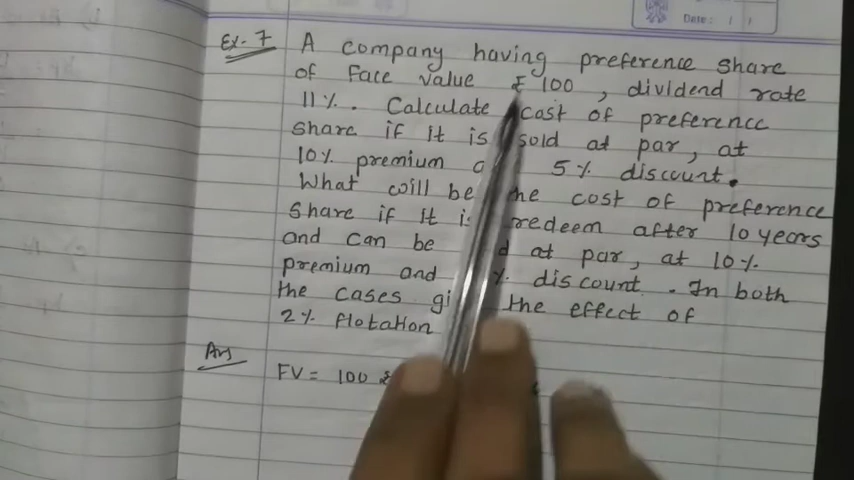 Date : / /
Ex. 7 A company having preference share
of Face value ₹ 100 , dividend rate
11% . Calculate cost of preference
share if it is sold at par, at
10% premium 5% discount.
What will be the cost of preference
share if it is redeem after 10 years
and can be at par, at 10%
premium and % discount . In both
the cases the effect of
2% flotation
Ans
FV = 100 ₹